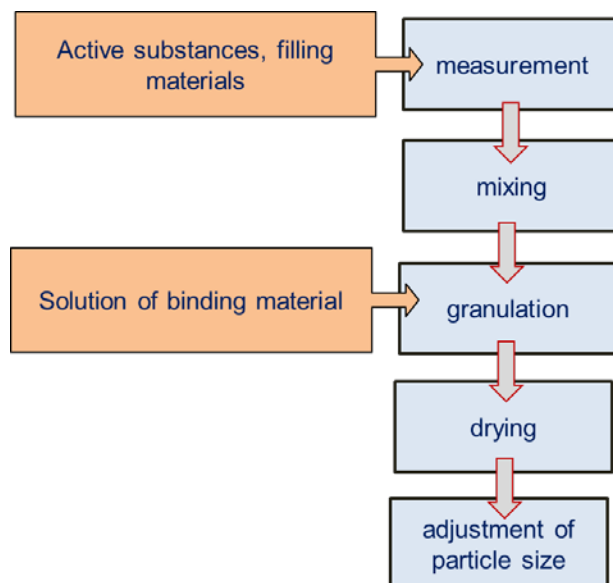 Active substances, filling
materials
measurement
mixing
Solution of binding material
granulation
drying
adjustment of
particle size